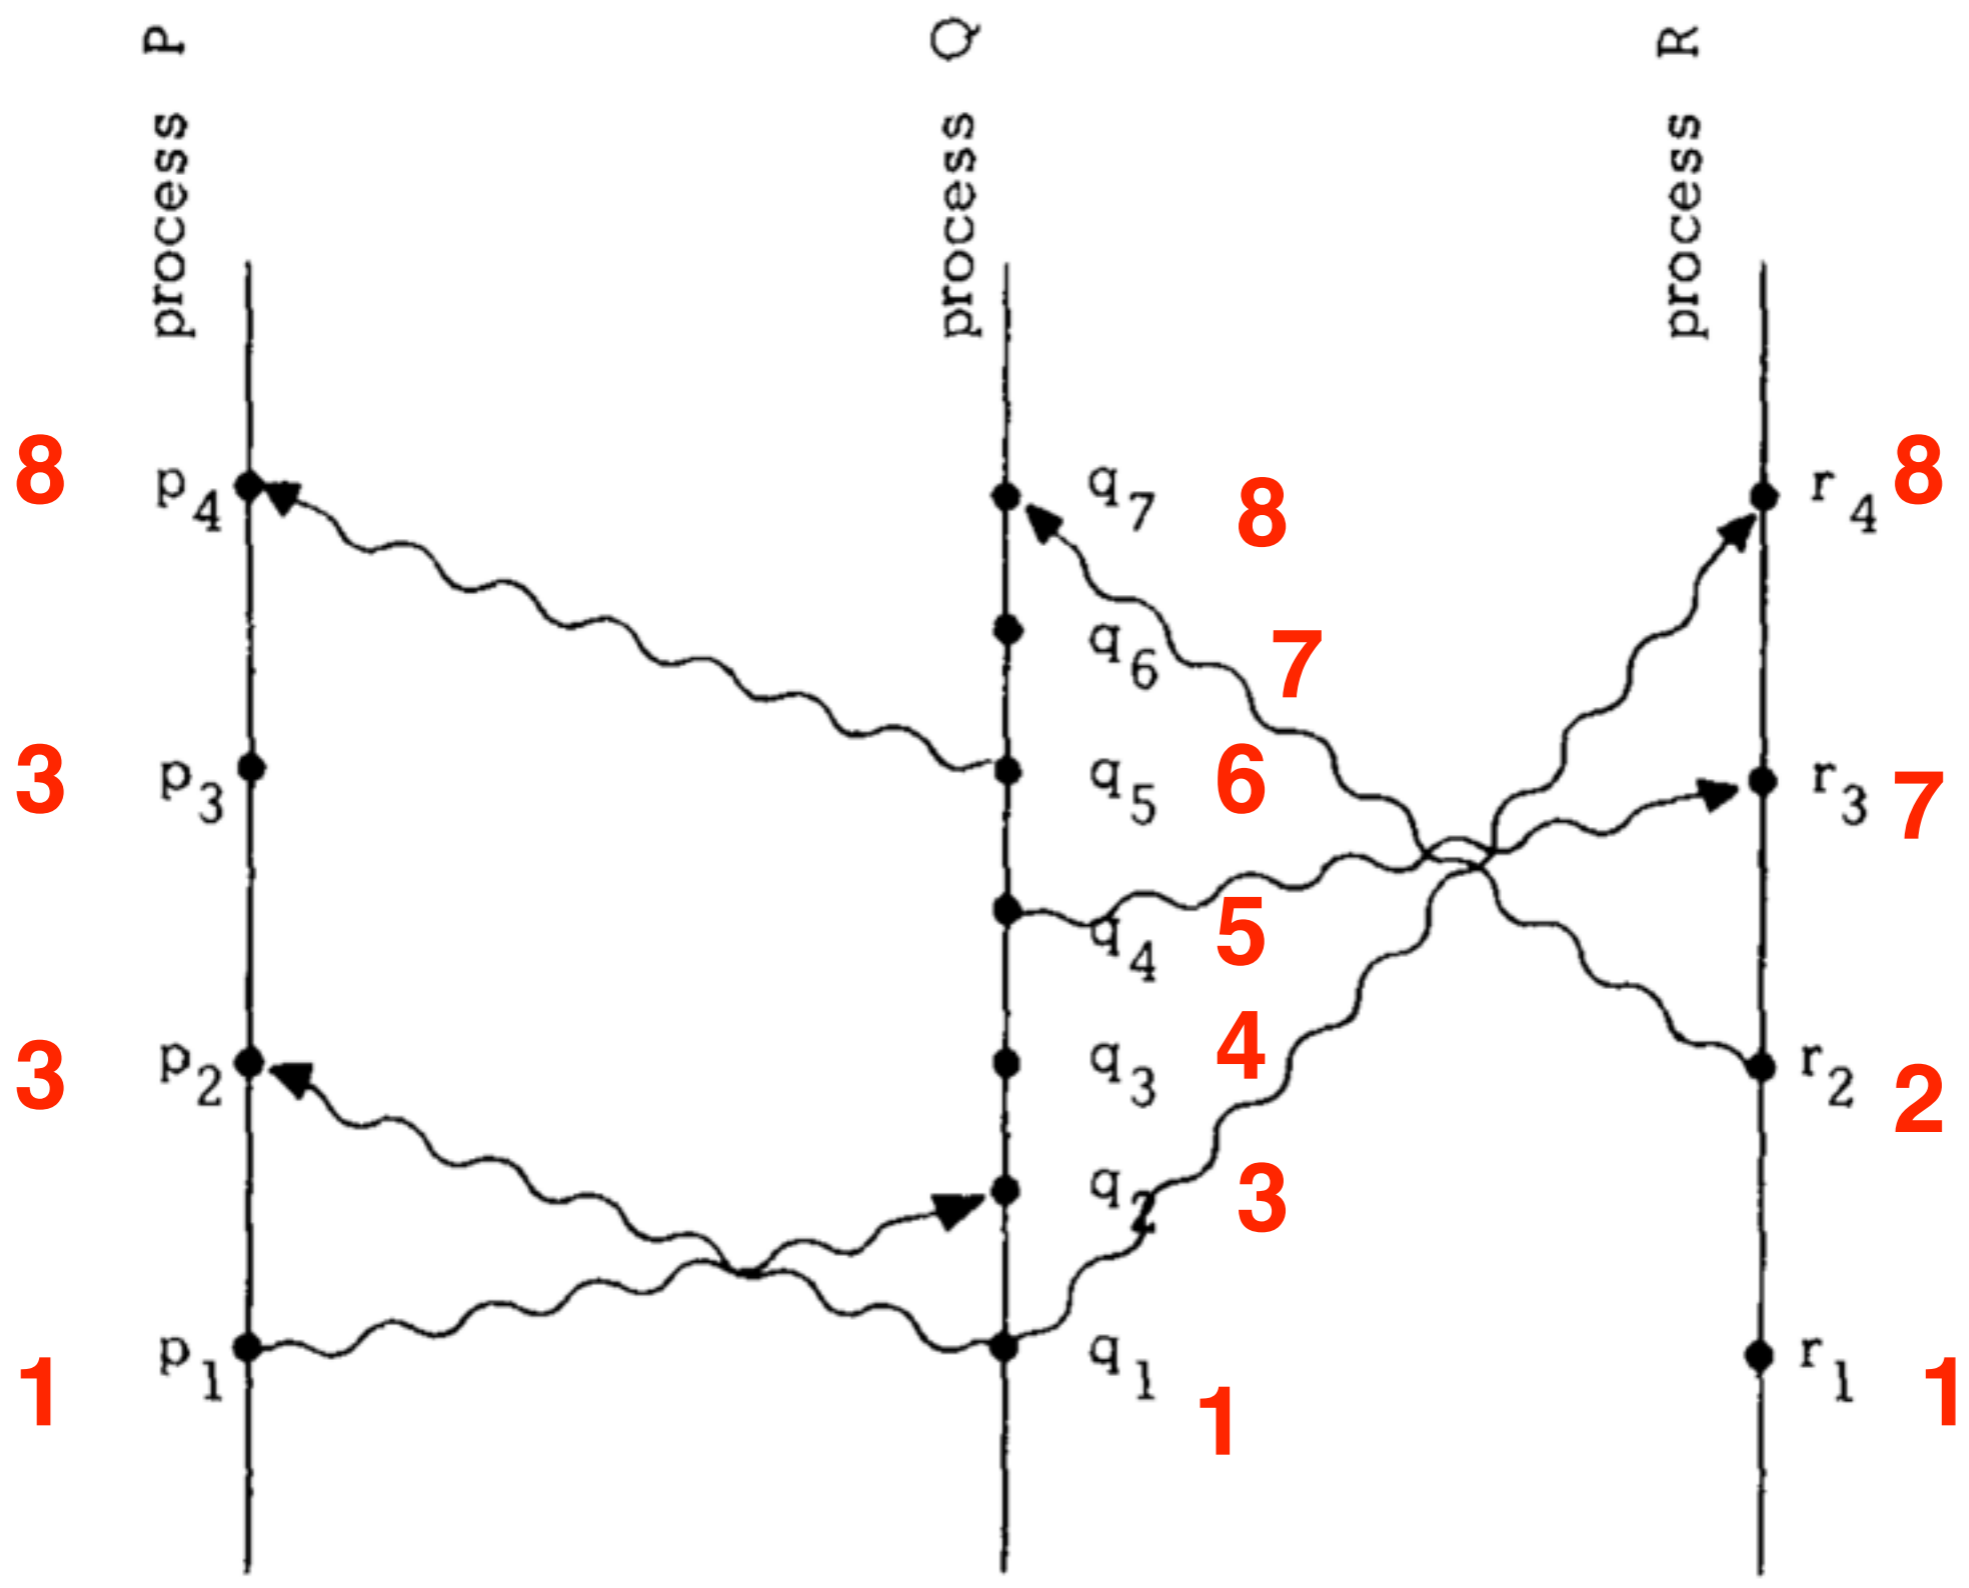 process P
process Q
process R
8 p4
q7 8
r4 8
q6 7
3 p3
q5 6
r3 7
q4 5
3 p2
q3 4
r2 2
q2 3
1 p1
q1 1
r1 1